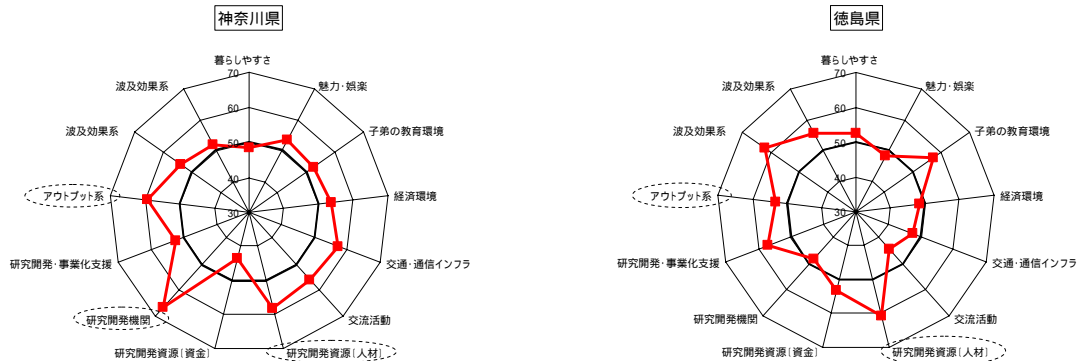 神奈川県
暮らしやすさ
70
波及効果系
魅力・娯楽
60
波及効果系
子弟の教育環境
50
40
アウトプット系
経済環境
30
研究開発・事業化支援
交通・通信インフラ
研究開発機関
交流活動
研究開発資源〔資金〕
研究開発資源〔人材〕
徳島県
暮らしやすさ
70
波及効果系
魅力・娯楽
60
波及効果系
子弟の教育環境
50
40
アウトプット系
経済環境
30
研究開発・事業化支援
交通・通信インフラ
研究開発機関
交流活動
研究開発資源〔資金〕
研究開発資源〔人材〕